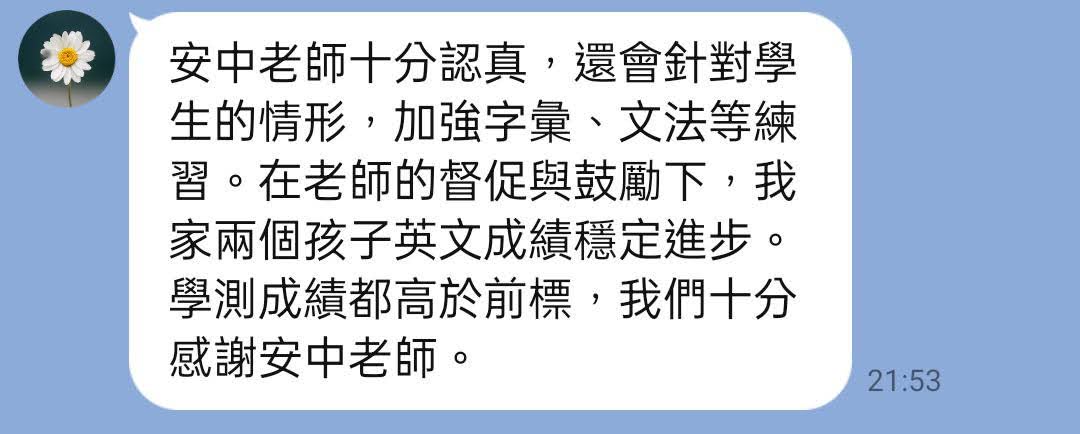 安中老師十分認真，還會針對學
生的情形，加強字彙、文法等練
習。在老師的督促與鼓勵下，我
家兩個孩子英文成績穩定進步。
學測成績都高於前標，我們十分
感謝安中老師。
21:53